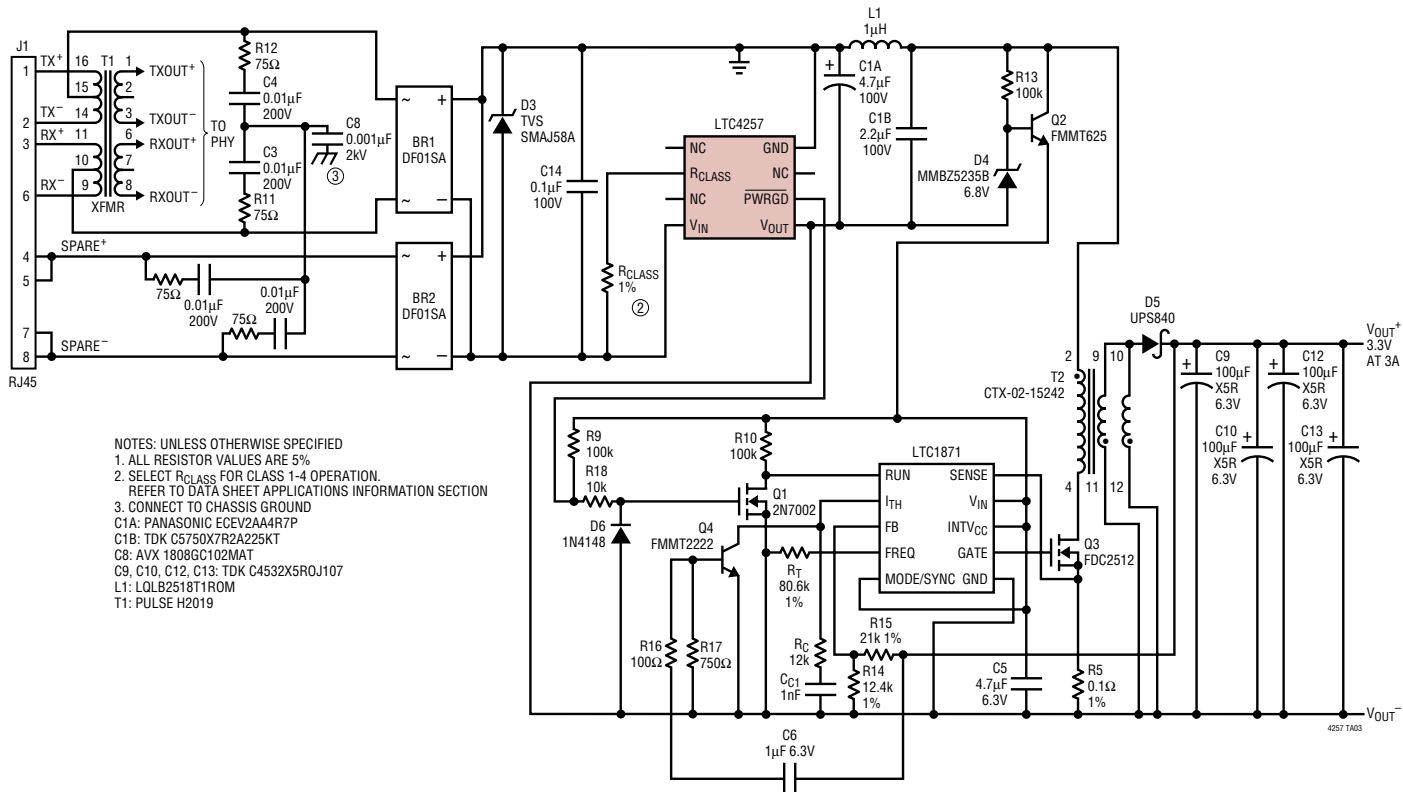 J1
TX+
16
T1
1
TXOUT+
1
15
2
2
TX−
14
3
TXOUT−
3
RX+
11
6
RXOUT+
10
7
6
RX−
9
8
RXOUT−
XFMR
TO
PHY
4
SPARE+
5
7
8
SPARE−
RJ45
R12
75Ω
C4
0.01µF
200V
C3
0.01µF
200V
R11
75Ω
C8
0.001µF
2kV
3
75Ω
0.01µF
200V
75Ω
0.01µF
200V
~ +
BR1
DF01SA
~ −
~ +
BR2
DF01SA
~ −
D3
TVS
SMAJ58A
C14
0.1µF
100V
RCLASS
1%
2
LTC4257
NC GND
RCLASS NC
NC PWRGD
VIN VOUT
L1
1µH
+
C1A
4.7µF
100V
C1B
2.2µF
100V
R13
100k
D4
MMBZ5235B
6.8V
Q2
FMMT625
D5
UPS840
VOUT+
3.3V
AT 3A
2 9 10
T2
CTX-02-15242
4 11 12
+
C9
100µF
X5R
6.3V
+
C12
100µF
X5R
6.3V
C10
100µF
X5R
6.3V
+
C13
100µF
X5R
6.3V
+
R9
100k
R18
10k
D6
1N4148
R10
100k
Q1
2N7002
Q4
FMMT2222
RT
80.6k
1%
LTC1871
RUN SENSE
ITH VIN
FB INTVCC
FREQ GATE
MODE/SYNC GND
Q3
FDC2512
R16
100Ω
R17
750Ω
RC
12k
CC1
1nF
R15
21k 1%
R14
12.4k
1%
C5
4.7µF
6.3V
R5
0.1Ω
1%
C6
1µF 6.3V
VOUT−
4257 TA03
NOTES: UNLESS OTHERWISE SPECIFIED
1. ALL RESISTOR VALUES ARE 5%
2. SELECT RCLASS FOR CLASS 1-4 OPERATION.
REFER TO DATA SHEET APPLICATIONS INFORMATION SECTION
3. CONNECT TO CHASSIS GROUND
C1A: PANASONIC ECEV2AA4R7P
C1B: TDK C5750X7R2A225KT
C8: AVX 1808GC102MAT
C9, C10, C12, C13: TDK C4532X5ROJ107
L1: LQLB2518T1ROM
T1: PULSE H2019